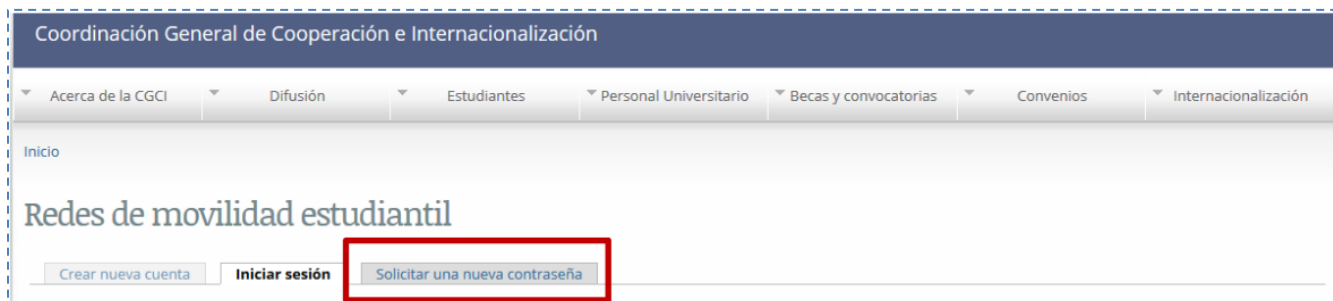 Coordinación General de Cooperación e Internacionalización
Acerca de la CGCI Difusión Estudiantes Personal Universitario Becas y convocatorias Convenios Internacionalización
Inicio
Redes de movilidad estudiantil
Crear nueva cuenta Iniciar sesión Solicitar una nueva contraseña